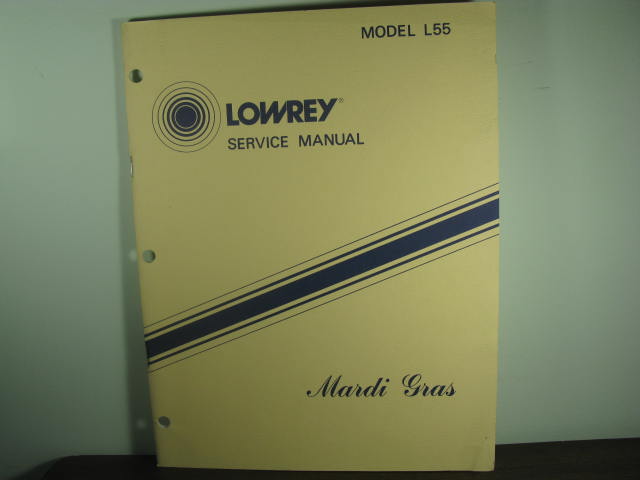 MODEL L55
LOWREY®
SERVICE MANUAL
Mardi Gras